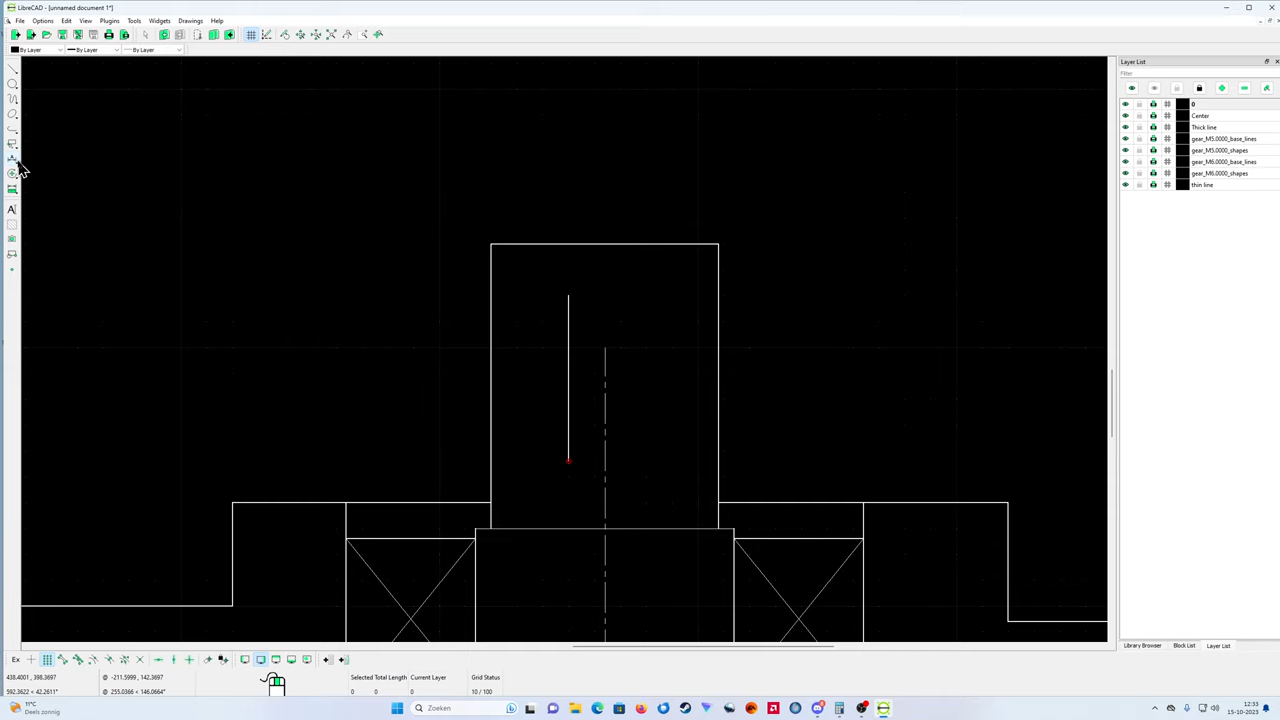 LibreCAD - [unnamed document 1*]
File Options Edit View Plugins Tools Widgets Drawings Help
By Layer By Layer By Layer
Layer List
Filter
0
Center
Thick line
gear_M5.0000_base_lines
gear_M5.0000_shapes
gear_M6.0000_base_lines
gear_M6.0000_shapes
thin line
A
Library Browser Block List Layer List
Ex
438.4001 , 398.3697 @ -211.5999 , 142.3697 Selected Total Length Current Layer Grid Status
592.3622 < 42.2611° @ 255.0366 < 146.0664° 0 0 0 10 / 100
11°C
Deels zonnig
Zoeken
12:33
15-10-2023